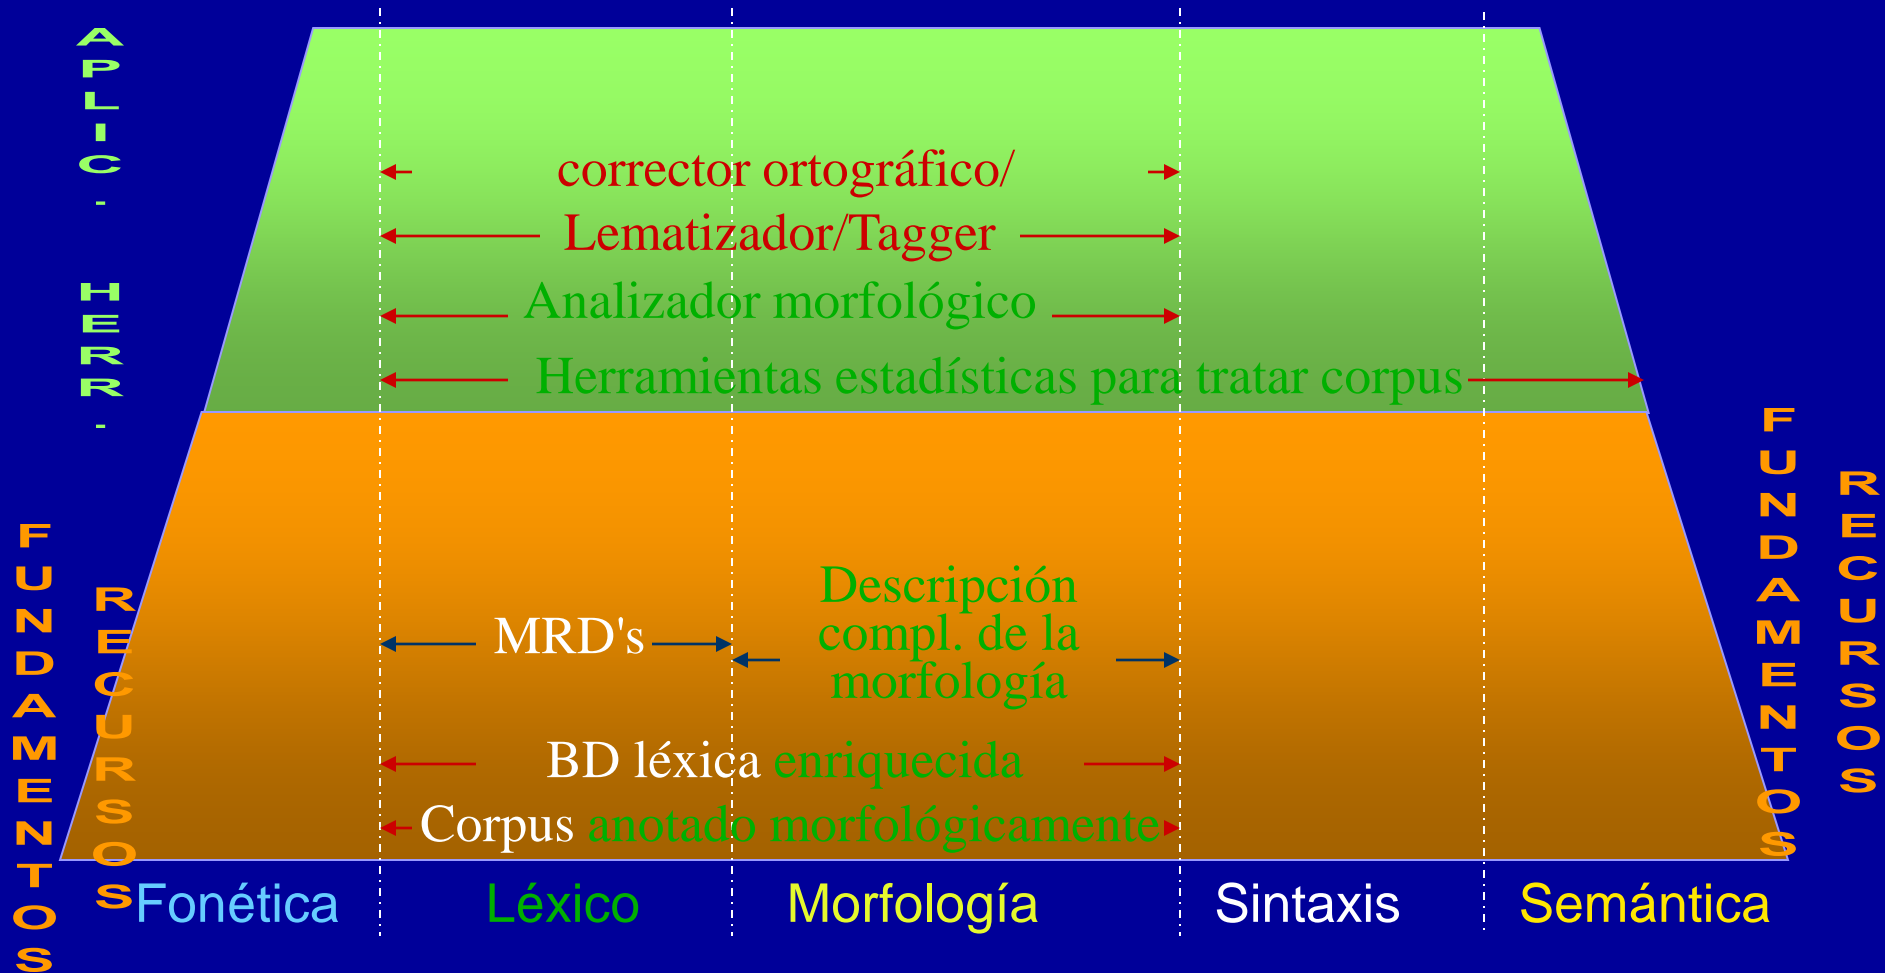 APLIC.
HERR.
corrector ortográfico/
Lematizador/Tagger
Analizador morfológico
Herramientas estadísticas para tratar corpus
FUNDAMENTOS
RECURSOS
FUNDAMENTOS
RECURSOS
MRD's
Descripción
compl. de la
morfología
BD léxica enriquecida
Corpus anotado morfológicamente
Fonética Léxico Morfología Sintaxis Semántica